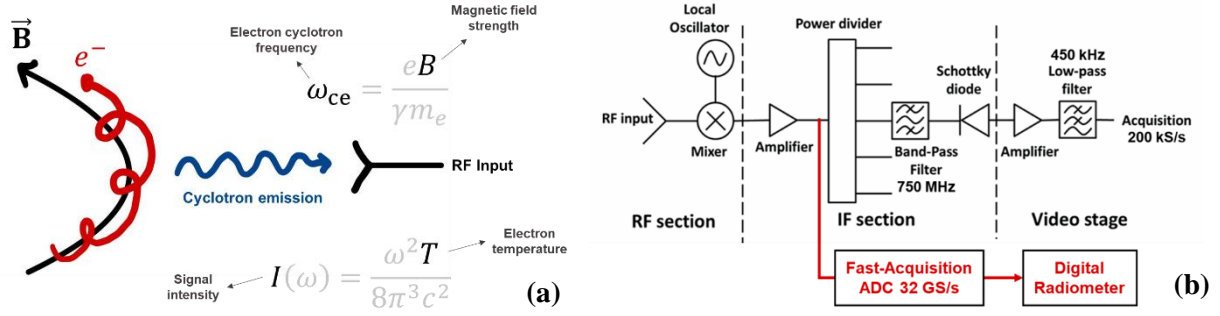 B
e⁻
Electron cyclotron
frequency
Magnetic field
strength
ω_ce = eB / γm_e
Cyclotron emission
RF Input
Electron
temperature
Signal
intensity
I(ω) = ω²T / 8π³c²
(a)
Local
Oscillator
Power divider
RF input
Mixer
Amplifier
Schottky
diode
450 kHz
Low-pass
filter
Acquisition
200 kS/s
Band-Pass
Filter
750 MHz
Amplifier
RF section
IF section
Video stage
Fast-Acquisition
ADC 32 GS/s
Digital
Radiometer
(b)